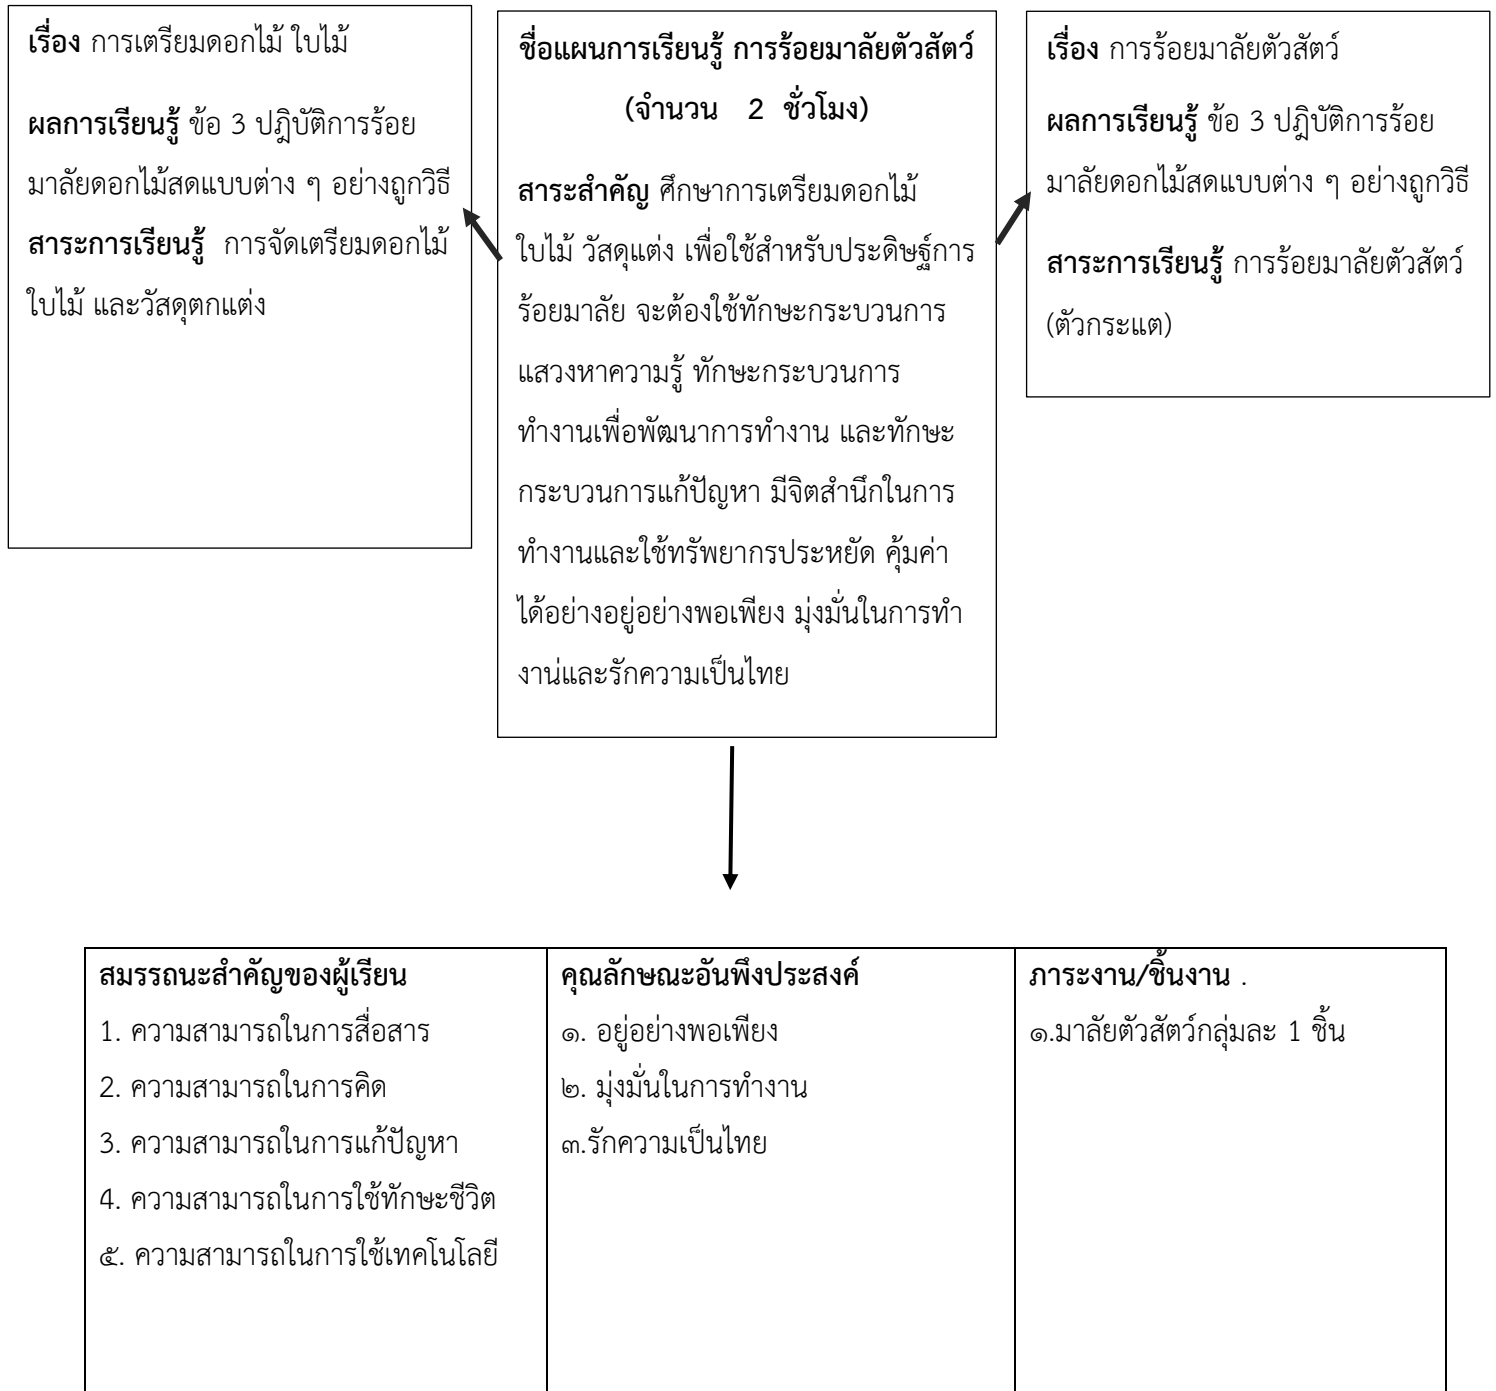 เรื่อง การเตรียมดอกไม้ ใบไม้
ผลการเรียนรู้ ข้อ 3 ปฎิบัติการร้อย
มาลัยดอกไม้สดแบบต่าง ๆ อย่างถูกวิธี
สาระการเรียนรู้ การจัดเตรียมดอกไม้
ใบไม้ และวัสดุตกแต่ง
ชื่อแผนการเรียนรู้ การร้อยมาลัยตัวสัตว์
(จำนวน 2 ชั่วโมง)
สาระสำคัญ ศึกษาการเตรียมดอกไม้
ใบไม้ วัสดุแต่ง เพื่อใช้สำหรับประดิษฐ์การ
ร้อยมาลัย จะต้องใช้ทักษะกระบวนการ
แสวงหาความรู้ ทักษะกระบวนการ
ทำงานเพื่อพัฒนาการทำงาน และทักษะ
กระบวนการแก้ปัญหา มีจิตสำนึกในการ
ทำงานและใช้ทรัพยากรประหยัด คุ้มค่า
ได้อย่างอยู่อย่างพอเพียง มุ่งมั่นในการทำ
งาน่และรักความเป็นไทย
เรื่อง การร้อยมาลัยตัวสัตว์
ผลการเรียนรู้ ข้อ 3 ปฎิบัติการร้อย
มาลัยดอกไม้สดแบบต่าง ๆ อย่างถูกวิธี
สาระการเรียนรู้ การร้อยมาลัยตัวสัตว์
(ตัวกระแต)
สมรรถนะสำคัญของผู้เรียน
1. ความสามารถในการสื่อสาร
2. ความสามารถในการคิด
3. ความสามารถในการแก้ปัญหา
4. ความสามารถในการใช้ทักษะชีวิต
๕. ความสามารถในการใช้เทคโนโลยี
คุณลักษณะอันพึงประสงค์
๑. อยู่อย่างพอเพียง
๒. มุ่งมั่นในการทำงาน
๓.รักความเป็นไทย
ภาระงาน/ชิ้นงาน .
๑.มาลัยตัวสัตว์กลุ่มละ 1 ชิ้น